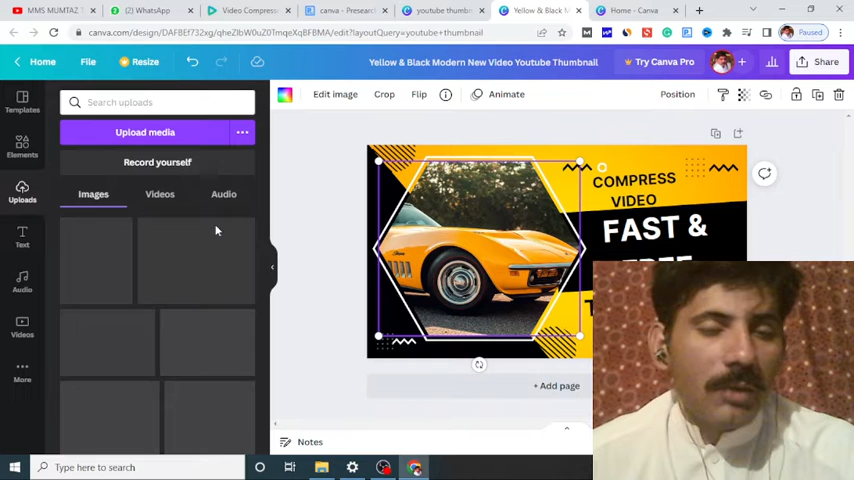 MMS MUMTAZ T
WhatsApp
Video Compress
canva - Presearc
youtube thumbn
Yellow & Black M
Home - Canva
canva.com/design/DAFBEf732xg/qheZIbW0uZ0TmqeXqBFBMA/edit?layoutQuery=youtube+thumbnail
Paused
Home
File
Resize
Yellow & Black Modern New Video Youtube Thumbnail
Try Canva Pro
Share
Templates
Elements
Uploads
Text
Audio
Videos
More
Search uploads
Upload media
Record yourself
Images
Videos
Audio
Edit image
Crop
Flip
Animate
Position
COMPRESS
VIDEO
FAST &
FREE
+ Add page
Notes
Type here to search